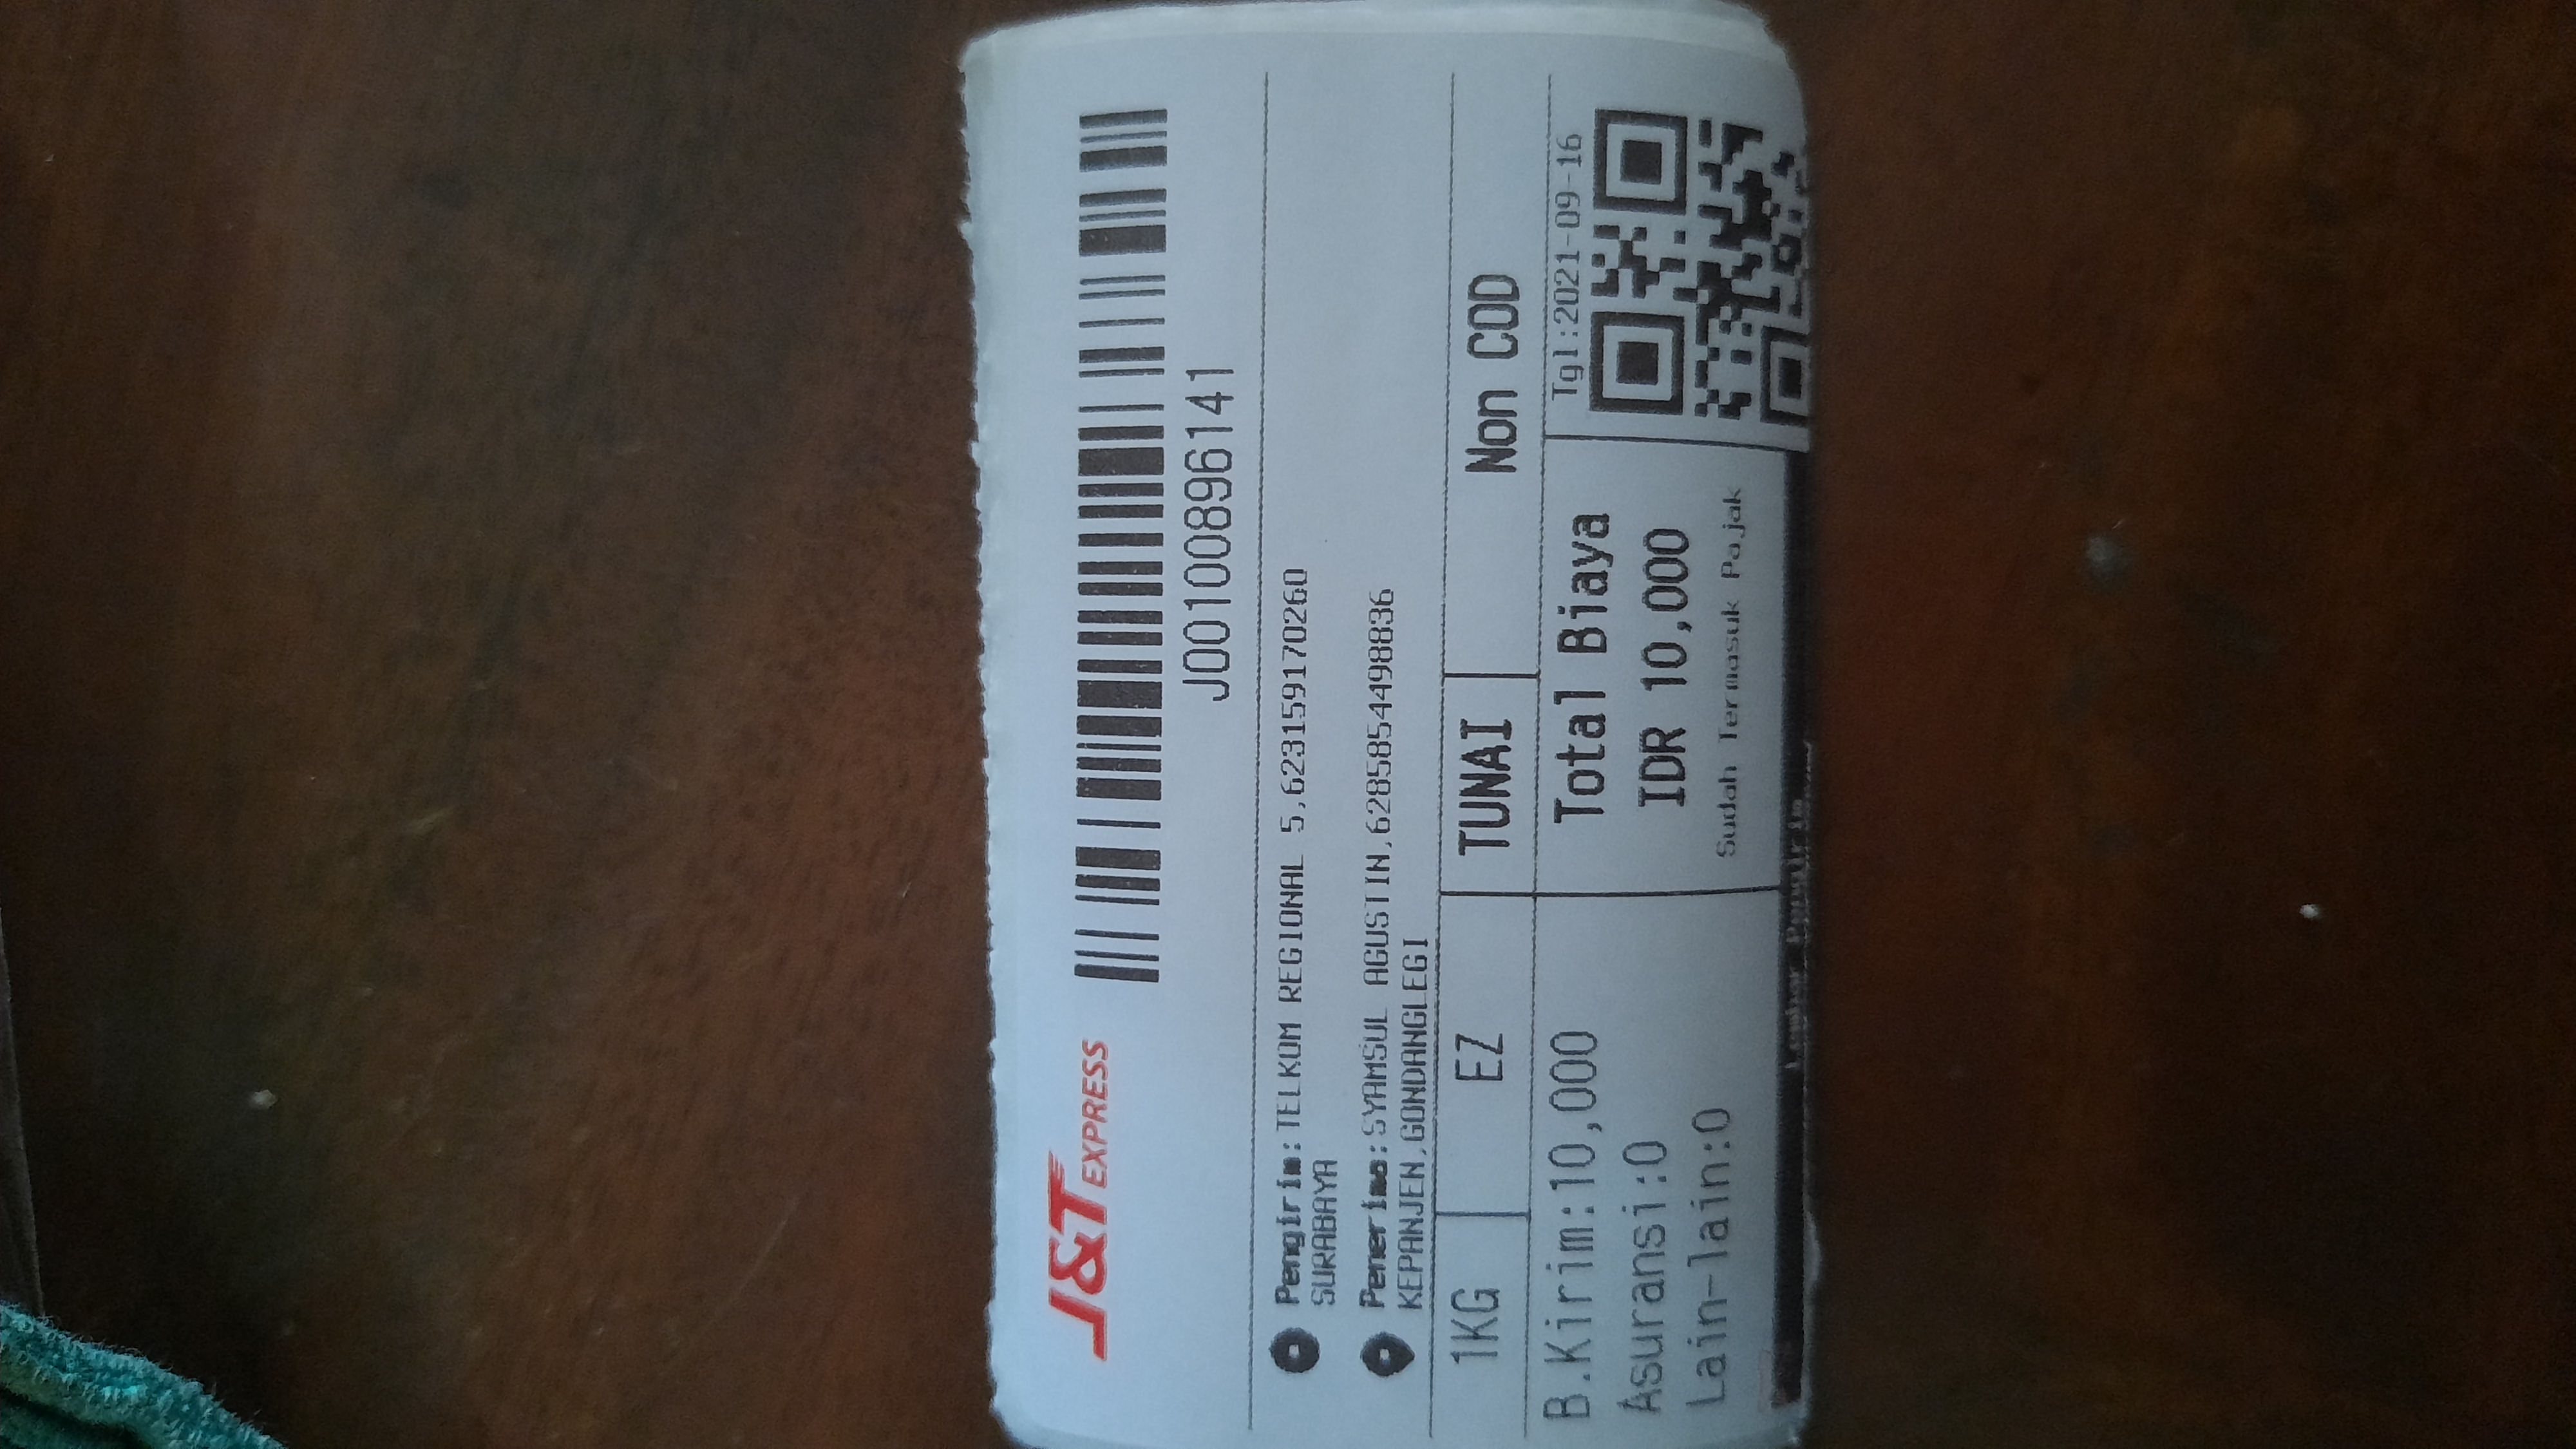 J&T EXPRESS
J00100896141
Pengirim:TELKOM REGIONAL 5,623159170260
SURABAYA
Penerima:SYAMSUL AGUSTIN,6285854498836
KEPANJEN,GONDANGLEGI
1KG EZ TUNAI Non COD
B.Kirim:10,000
Asuransi:0
Lain-lain:0
Total Biaya
IDR 10,000
Sudah Termasuk Pajak
Tgl:2021-09-16
Lembar Pengirim